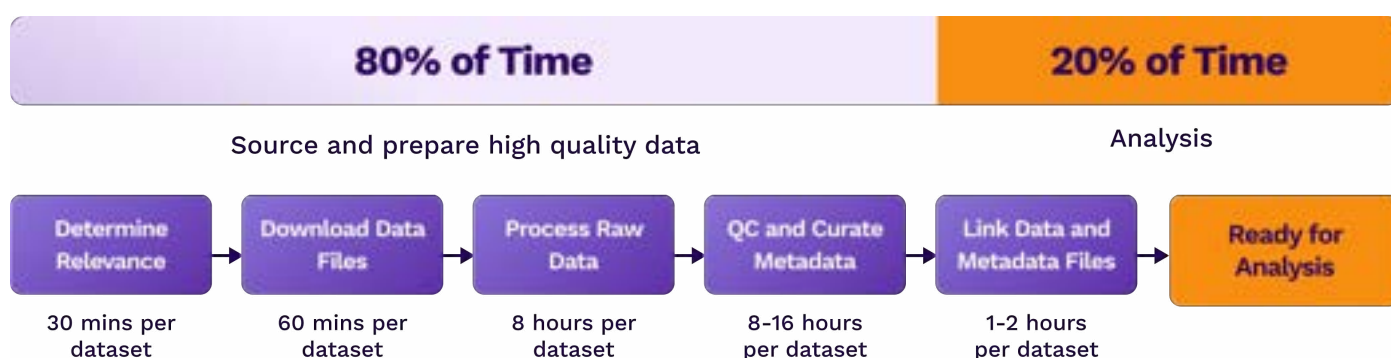 80% of Time
20% of Time
Source and prepare high quality data
Analysis
Determine
Relevance
Download Data
Files
Process Raw
Data
QC and Curate
Metadata
Link Data and
Metadata Files
Ready for
Analysis
30 mins per
dataset
60 mins per
dataset
8 hours per
dataset
8-16 hours
per dataset
1-2 hours
per dataset